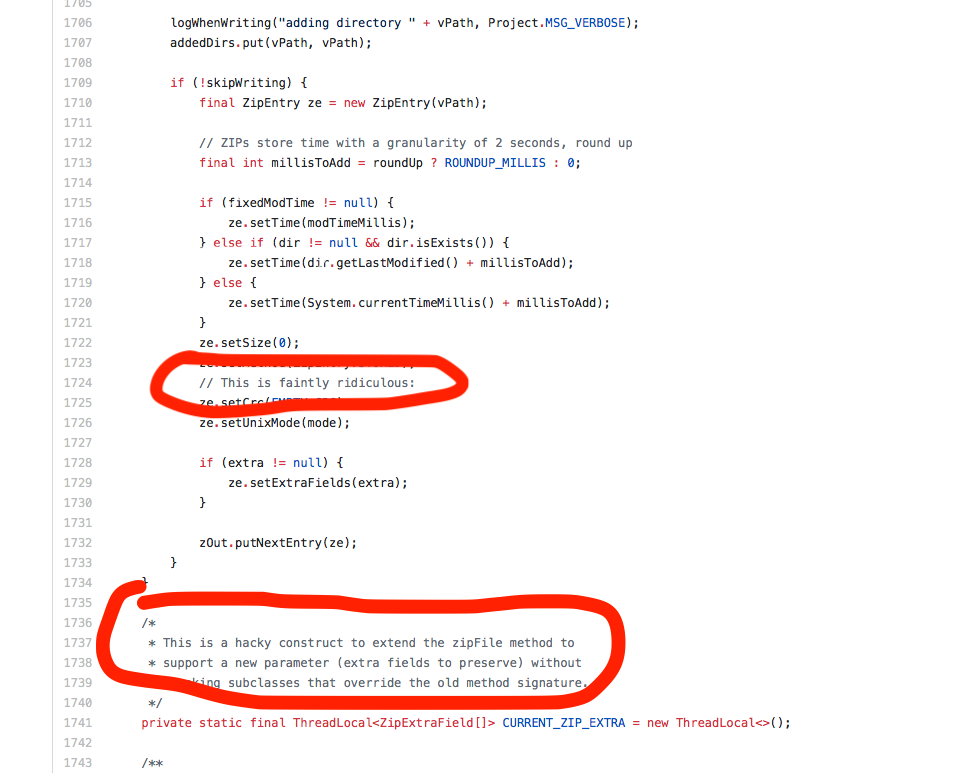 1705
1706 logWhenWriting("adding directory " + vPath, Project.MSG_VERBOSE);
1707 addedDirs.put(vPath, vPath);
1708
1709 if (!skipWriting) {
1710 final ZipEntry ze = new ZipEntry(vPath);
1711
1712 // ZIPs store time with a granularity of 2 seconds, round up
1713 final int millisToAdd = roundUp ? ROUNDUP_MILLIS : 0;
1714
1715 if (fixedModTime != null) {
1716 ze.setTime(modTimeMillis);
1717 } else if (dir != null && dir.isExists()) {
1718 ze.setTime(dir.getLastModified() + millisToAdd);
1719 } else {
1720 ze.setTime(System.currentTimeMillis() + millisToAdd);
1721 }
1722 ze.setSize(0);
1723
1724 // This is faintly ridiculous:
1725 ze.setCrc(
1726 ze.setUnixMode(mode);
1727
1728 if (extra != null) {
1729 ze.setExtraFields(extra);
1730 }
1731
1732 zOut.putNextEntry(ze);
1733 }
1734 }
1735
1736 /*
1737 * This is a hacky construct to extend the zipFile method to
1738 * support a new parameter (extra fields to preserve) without
1739 subclasses that override the old method signature.
1740 */
1741 private static final ThreadLocal<ZipExtraField[]> CURRENT_ZIP_EXTRA = new ThreadLocal<>();
1742
1743 /**